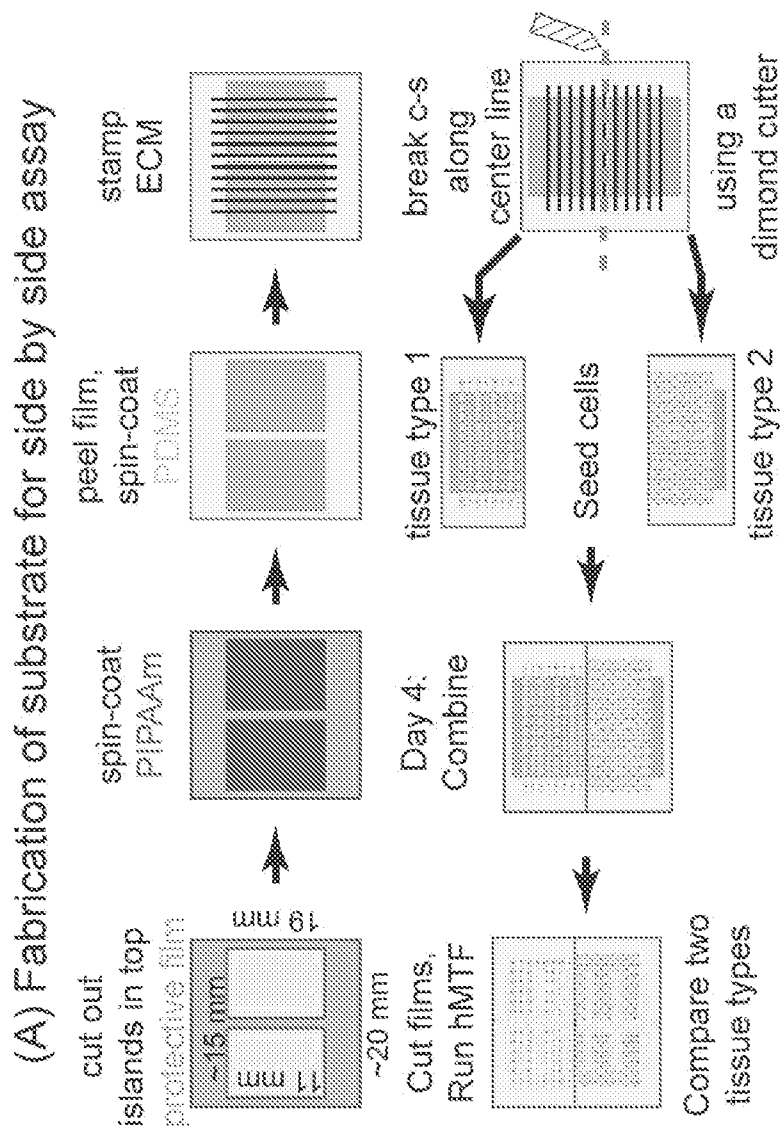 (A) Fabrication of substrate for side by side assay
cut out
islands in top
protective film
~15 mm
11 mm
19 mm
~20 mm
spin-coat
PIPAAm
peel film,
spin-coat
PDMS
stamp
ECM
break c-s
along
center line
using a
dimond cutter
tissue type 1
Seed cells
tissue type 2
Day 4:
Combine
Cut films,
Run hMTF
Compare two
tissue types